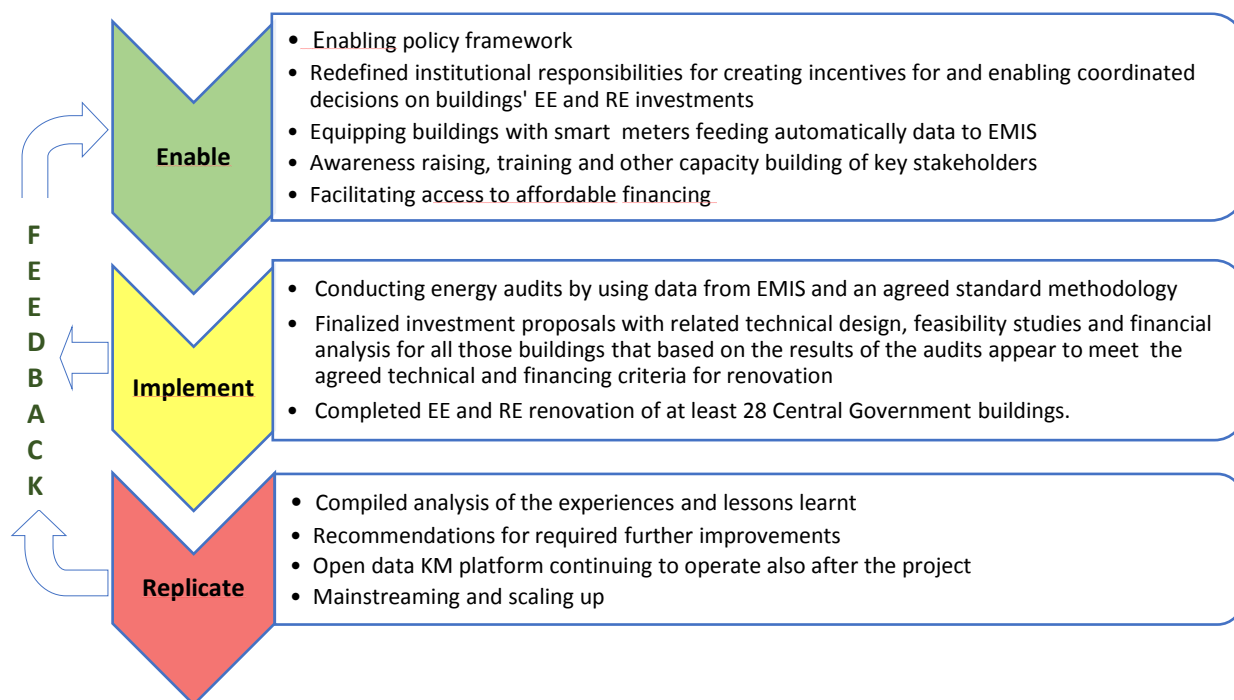 Enable
• Enabling policy framework
• Redefined institutional responsibilities for creating incentives for and enabling coordinated
decisions on buildings' EE and RE investments
• Equipping buildings with smart meters feeding automatically data to EMIS
• Awareness raising, training and other capacity building of key stakeholders
• Facilitating access to affordable financing
FEEDBACK
Implement
• Conducting energy audits by using data from EMIS and an agreed standard methodology
• Finalized investment proposals with related technical design, feasibility studies and financial
analysis for all those buildings that based on the results of the audits appear to meet the
agreed technical and financing criteria for renovation
• Completed EE and RE renovation of at least 28 Central Government buildings.
Replicate
• Compiled analysis of the experiences and lessons learnt
• Recommendations for required further improvements
• Open data KM platform continuing to operate also after the project
• Mainstreaming and scaling up